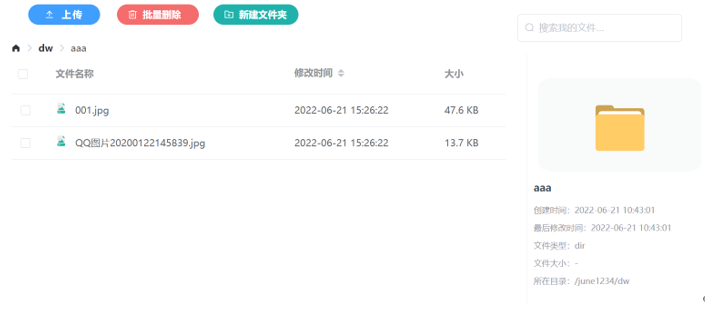 上传 批量删除 新建文件夹
搜索我的文件...
dw aaa
文件名称 修改时间 大小
001.jpg 2022-06-21 15:26:22 47.6 KB
QQ图片20200122145839.jpg 2022-06-21 15:26:22 13.7 KB
aaa
创建时间：2022-06-21 10:43:01
最后修改时间：2022-06-21 10:43:01
文件类型：dir
文件大小：-
所在目录：/june1234/dw